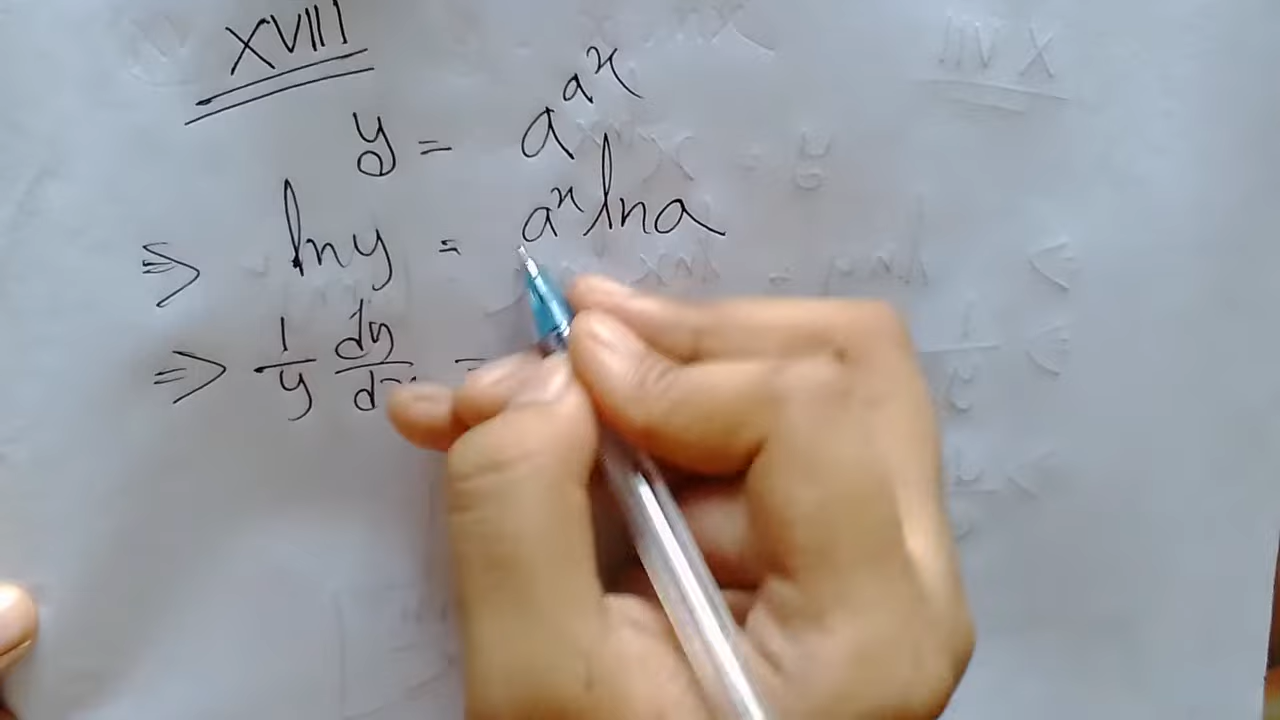 XVIII
y = a^{a^x}
⇒ ln y = a^x ln a
⇒ 1/y dy/dx =